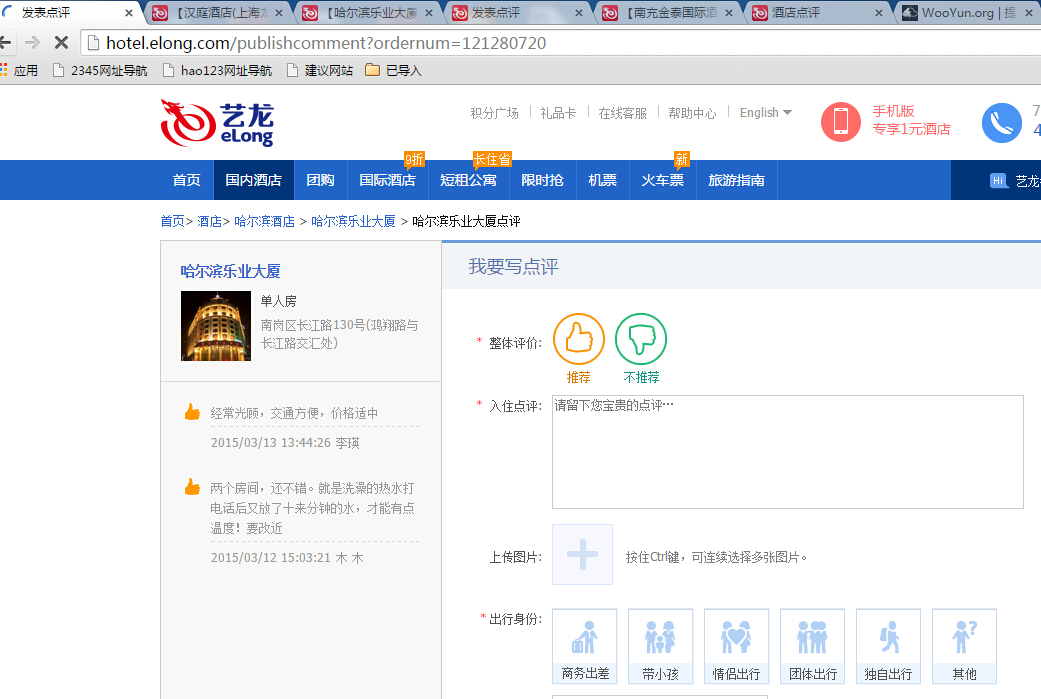 发表点评
【汉庭酒店(上海龙
【哈尔滨乐业大厦
发表点评
【南充金泰国际酒
酒店点评
WooYun.org | 提
hotel.elong.com/publishcomment?ordernum=121280720
应用 2345网址导航 hao123网址导航 建议网站 已导入
艺龙
eLong
积分广场 礼品卡 在线客服 帮助中心 English
手机版
专享1元酒店
7
4
9折 长住省 新
首页 国内酒店 团购 国际酒店 短租公寓 限时抢 机票 火车票 旅游指南 Hi 艺龙
首页> 酒店> 哈尔滨酒店 > 哈尔滨乐业大厦 > 哈尔滨乐业大厦点评
哈尔滨乐业大厦
单人房
南岗区长江路130号(鸿翔路与
长江路交汇处)
经常光顾，交通方便，价格适中
2015/03/13 13:44:26 李瑛
两个房间，还不错。就是洗澡的热水打
电话后又放了十来分钟的水，才能有点
温度！要改近
2015/03/12 15:03:21 木 木
我要写点评
* 整体评价:
推荐 不推荐
* 入住点评:
请留下您宝贵的点评…
上传图片:
按住Ctrl键，可连续选择多张图片。
* 出行身份:
商务出差 带小孩 情侣出行 团体出行 独自出行 其他